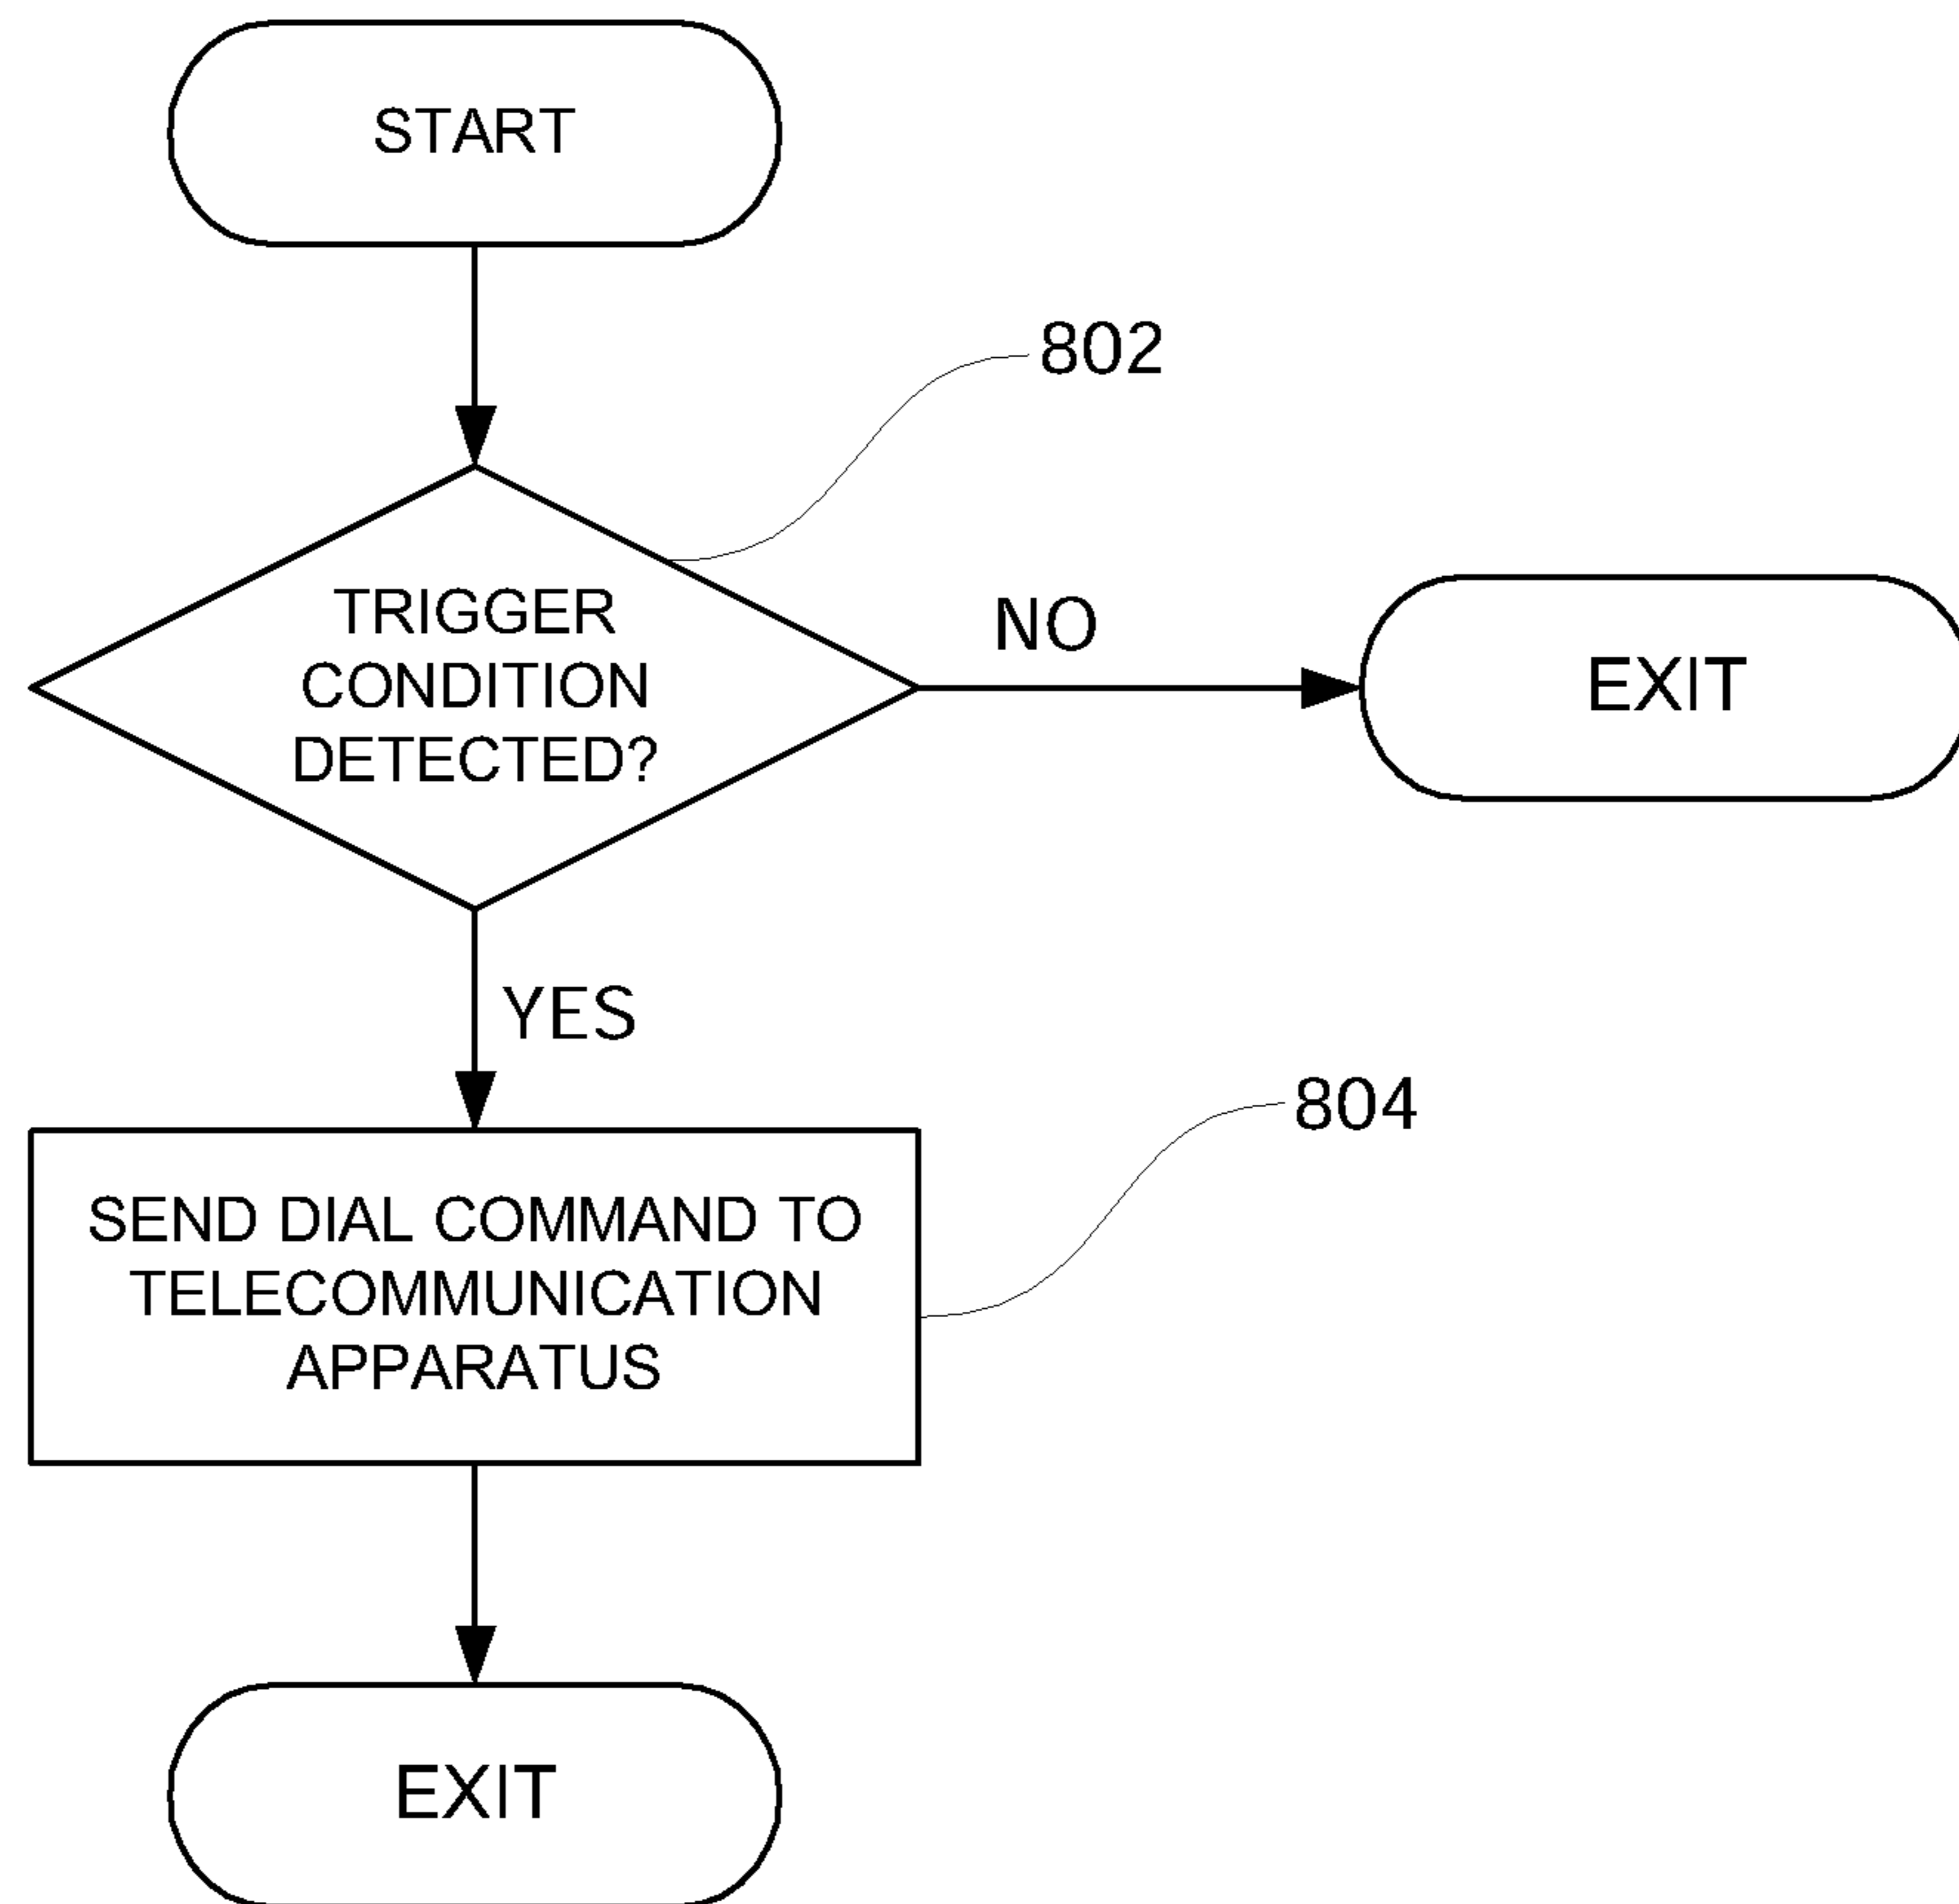 START
802
TRIGGER
CONDITION
DETECTED?
NO
EXIT
YES
804
SEND DIAL COMMAND TO
TELECOMMUNICATION
APPARATUS
EXIT